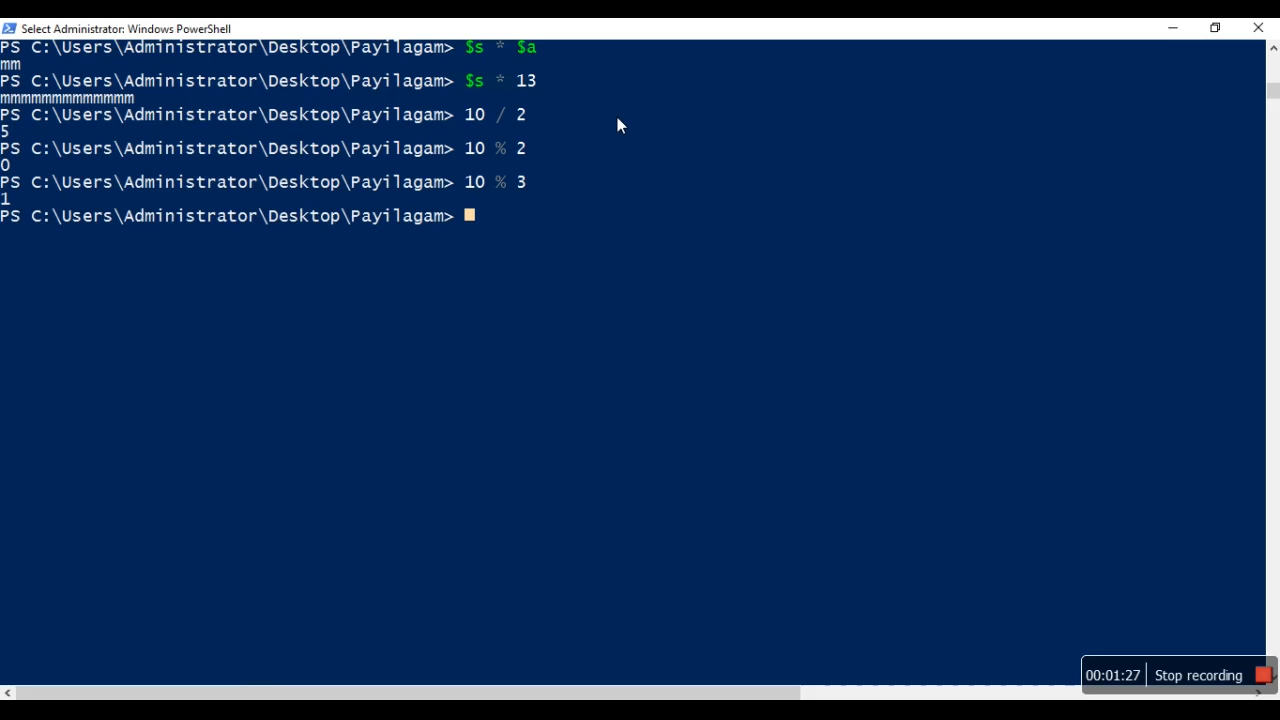 Select Administrator: Windows PowerShell
PS C:\Users\Administrator\Desktop\Payilagam> $s * $a
mm
PS C:\Users\Administrator\Desktop\Payilagam> $s * 13
mmmmmmmmmmmmm
PS C:\Users\Administrator\Desktop\Payilagam> 10 / 2
5
PS C:\Users\Administrator\Desktop\Payilagam> 10 % 2
0
PS C:\Users\Administrator\Desktop\Payilagam> 10 % 3
1
PS C:\Users\Administrator\Desktop\Payilagam>
00:01:27 Stop recording